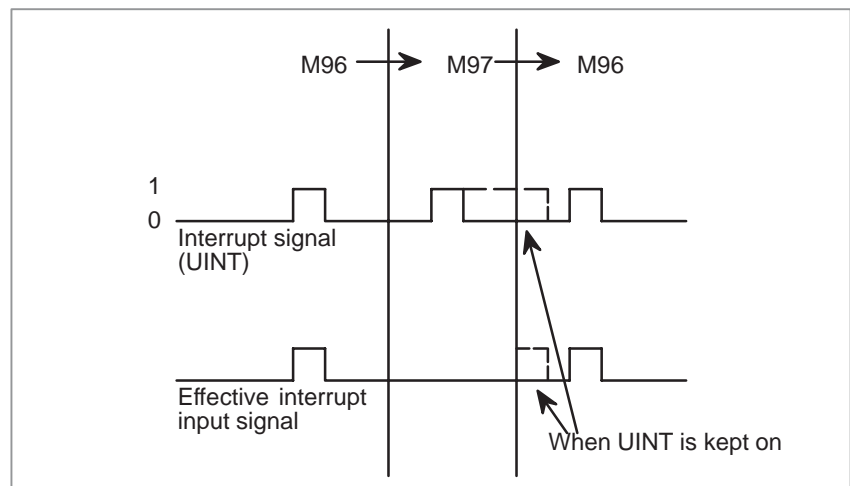 M96 M97 M96
1
0
Interrupt signal
(UINT)
Effective interrupt
input signal
When UINT is kept on